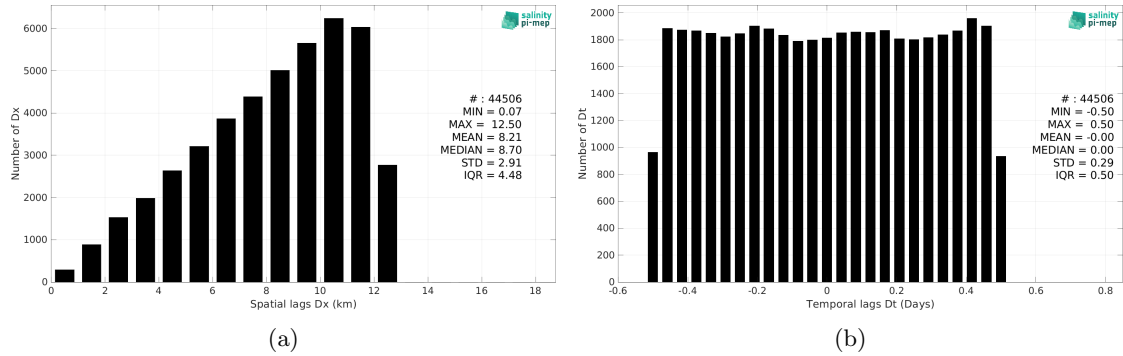 salinity
pi-mep
Number of Dx
6000
5000
4000
3000
2000
1000
0
# : 44506
MIN = 0.07
MAX = 12.50
MEAN = 8.21
MEDIAN = 8.70
STD = 2.91
IQR = 4.48
0 2 4 6 8 10 12 14 16 18
Spatial lags Dx (km)
(a)
salinity
pi-mep
Number of Dt
2000
1800
1600
1400
1200
1000
800
600
400
200
0
# : 44506
MIN = -0.50
MAX = 0.50
MEAN = -0.00
MEDIAN = 0.00
STD = 0.29
IQR = 0.50
-0.6 -0.4 -0.2 0 0.2 0.4 0.6 0.8
Temporal lags Dt (Days)
(b)